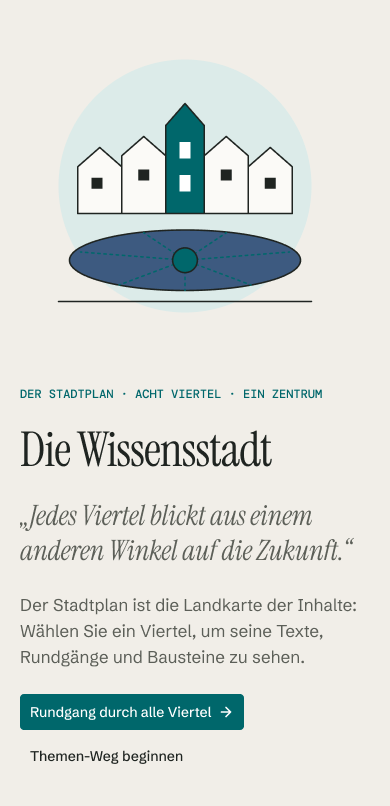 DER STADTPLAN · ACHT VIERTEL · EIN ZENTRUM
Die Wissensstadt
„Jedes Viertel blickt aus einem
anderen Winkel auf die Zukunft.“
Der Stadtplan ist die Landkarte der Inhalte:
Wählen Sie ein Viertel, um seine Texte,
Rundgänge und Bausteine zu sehen.
Rundgang durch alle Viertel →
Themen-Weg beginnen